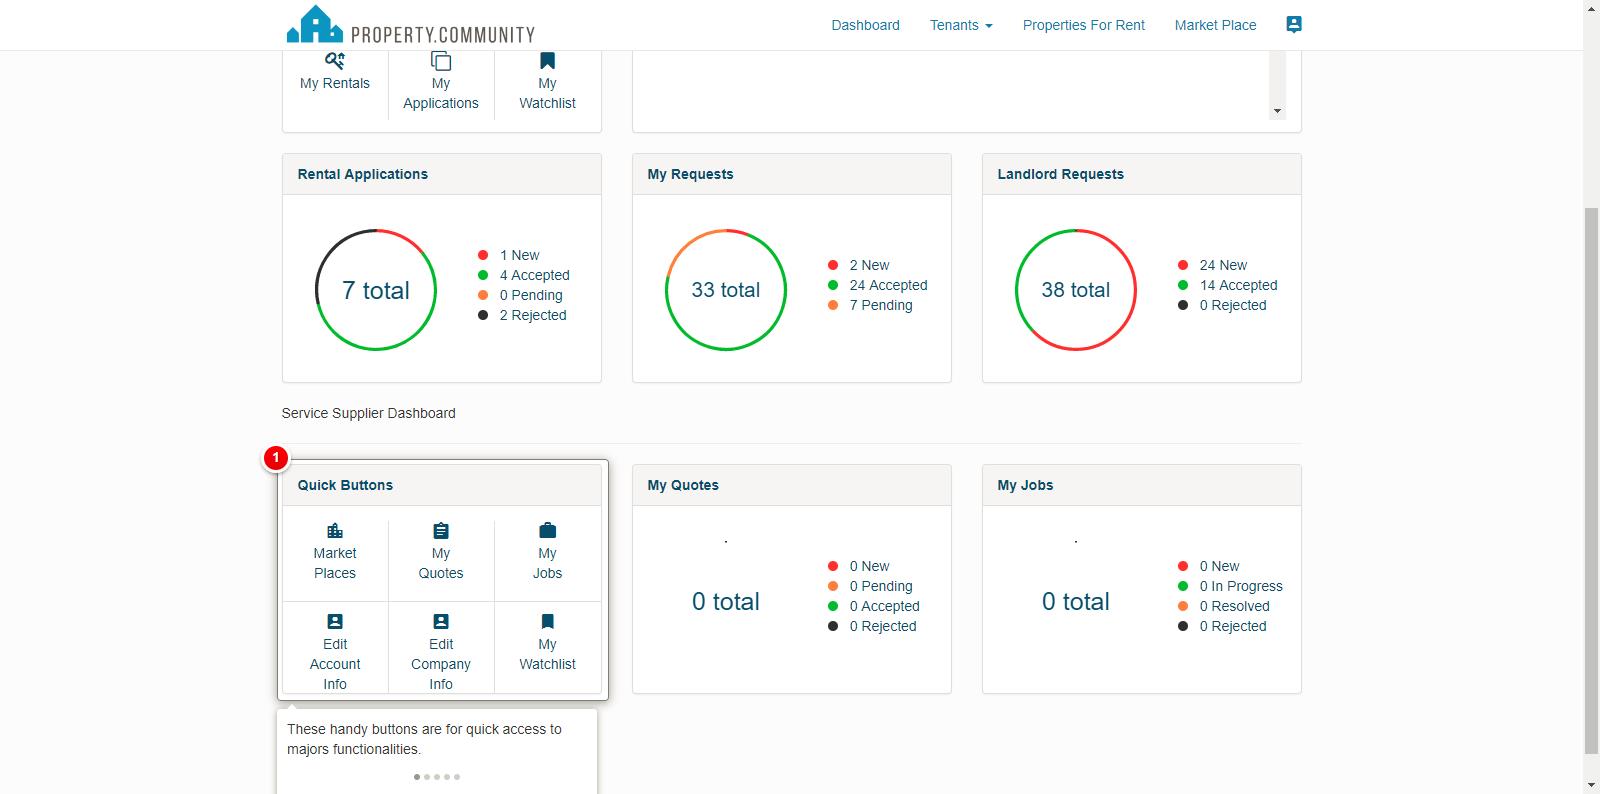 PROPERTY.COMMUNITY
Dashboard
Tenants
Properties For Rent
Market Place
My Rentals
My
Applications
My
Watchlist
Rental Applications
7 total
1 New
4 Accepted
0 Pending
2 Rejected
My Requests
33 total
2 New
24 Accepted
7 Pending
Landlord Requests
38 total
24 New
14 Accepted
0 Rejected
Service Supplier Dashboard
1
Quick Buttons
Market
Places
My
Quotes
My
Jobs
Edit
Account
Info
Edit
Company
Info
My
Watchlist
My Quotes
0 total
0 New
0 Pending
0 Accepted
0 Rejected
My Jobs
0 total
0 New
0 In Progress
0 Resolved
0 Rejected
These handy buttons are for quick access to
majors functionalities.